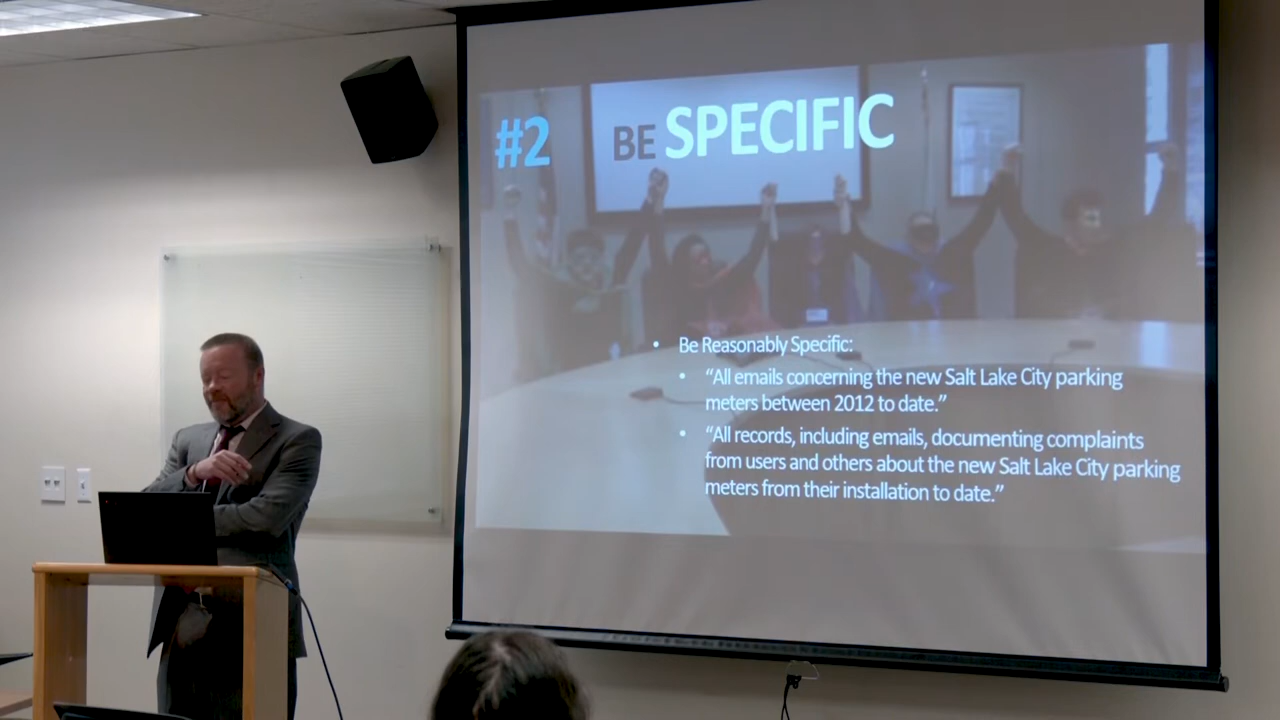 #2 BE SPECIFIC
• Be Reasonably Specific:
• “All emails concerning the new Salt Lake City parking
meters between 2012 to date.”
• “All records, including emails, documenting complaints
from users and others about the new Salt Lake City parking
meters from their installation to date.”